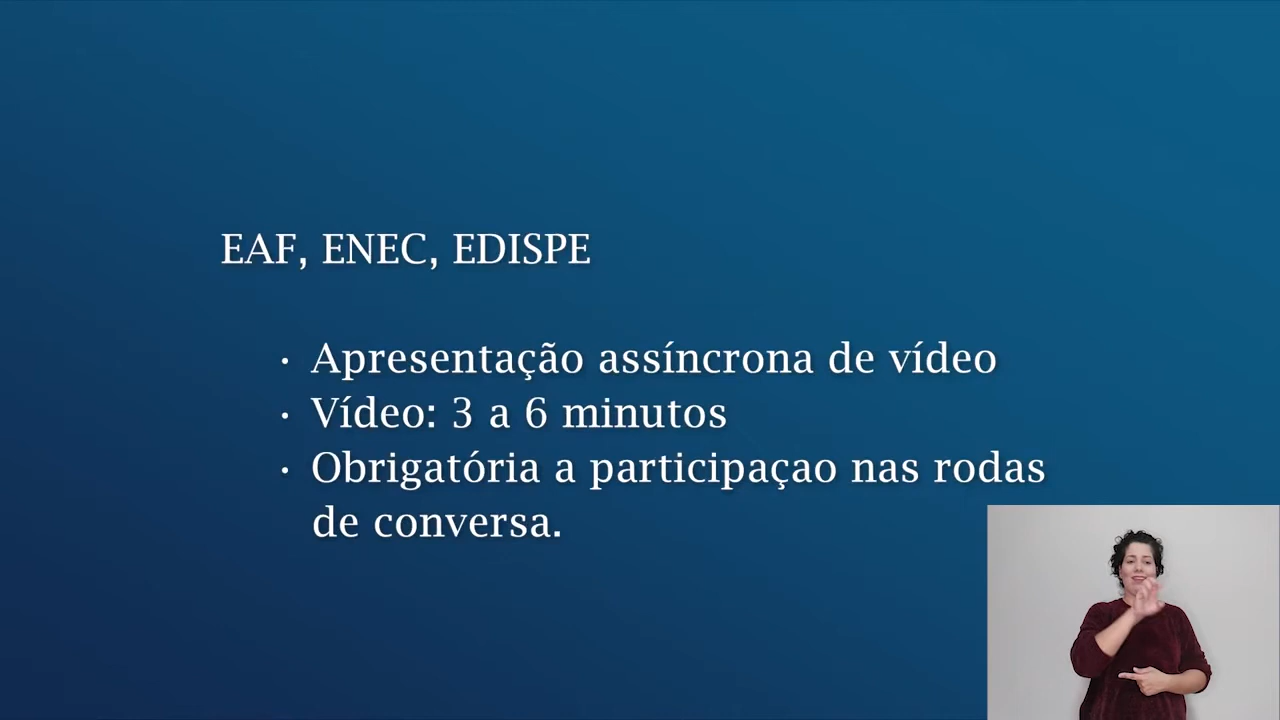 EAF, ENEC, EDISPE
· Apresentação assíncrona de vídeo
· Vídeo: 3 a 6 minutos
· Obrigatória a participaçao nas rodas
de conversa.